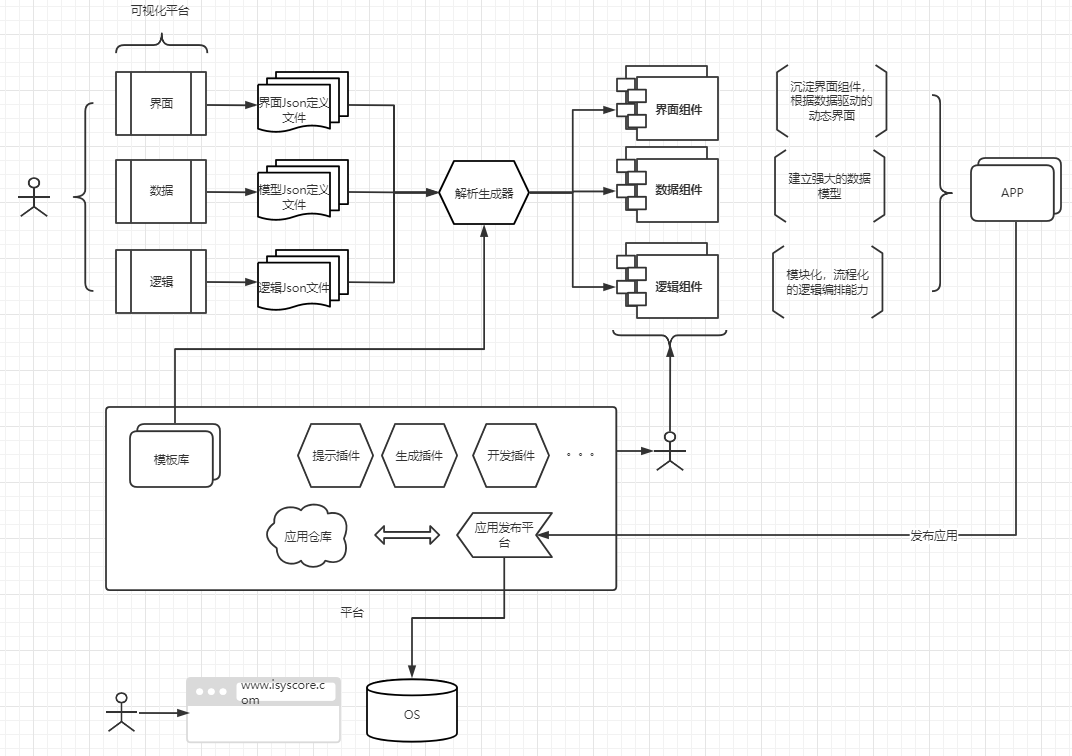 可视化平台
界面
界面Json定义
文件
界面组件
沉淀界面组件，
根据数据驱动的
动态界面
数据
模型Json定义
文件
解析生成器
数据组件
建立强大的数据
模型
APP
逻辑
逻辑Json文件
逻辑组件
模块化，流程化
的逻辑编排能力
模板库
提示插件
生成插件
开发插件
。。。
应用仓库
应用发布平
台
发布应用
平台
www.isyscore.c
om
OS